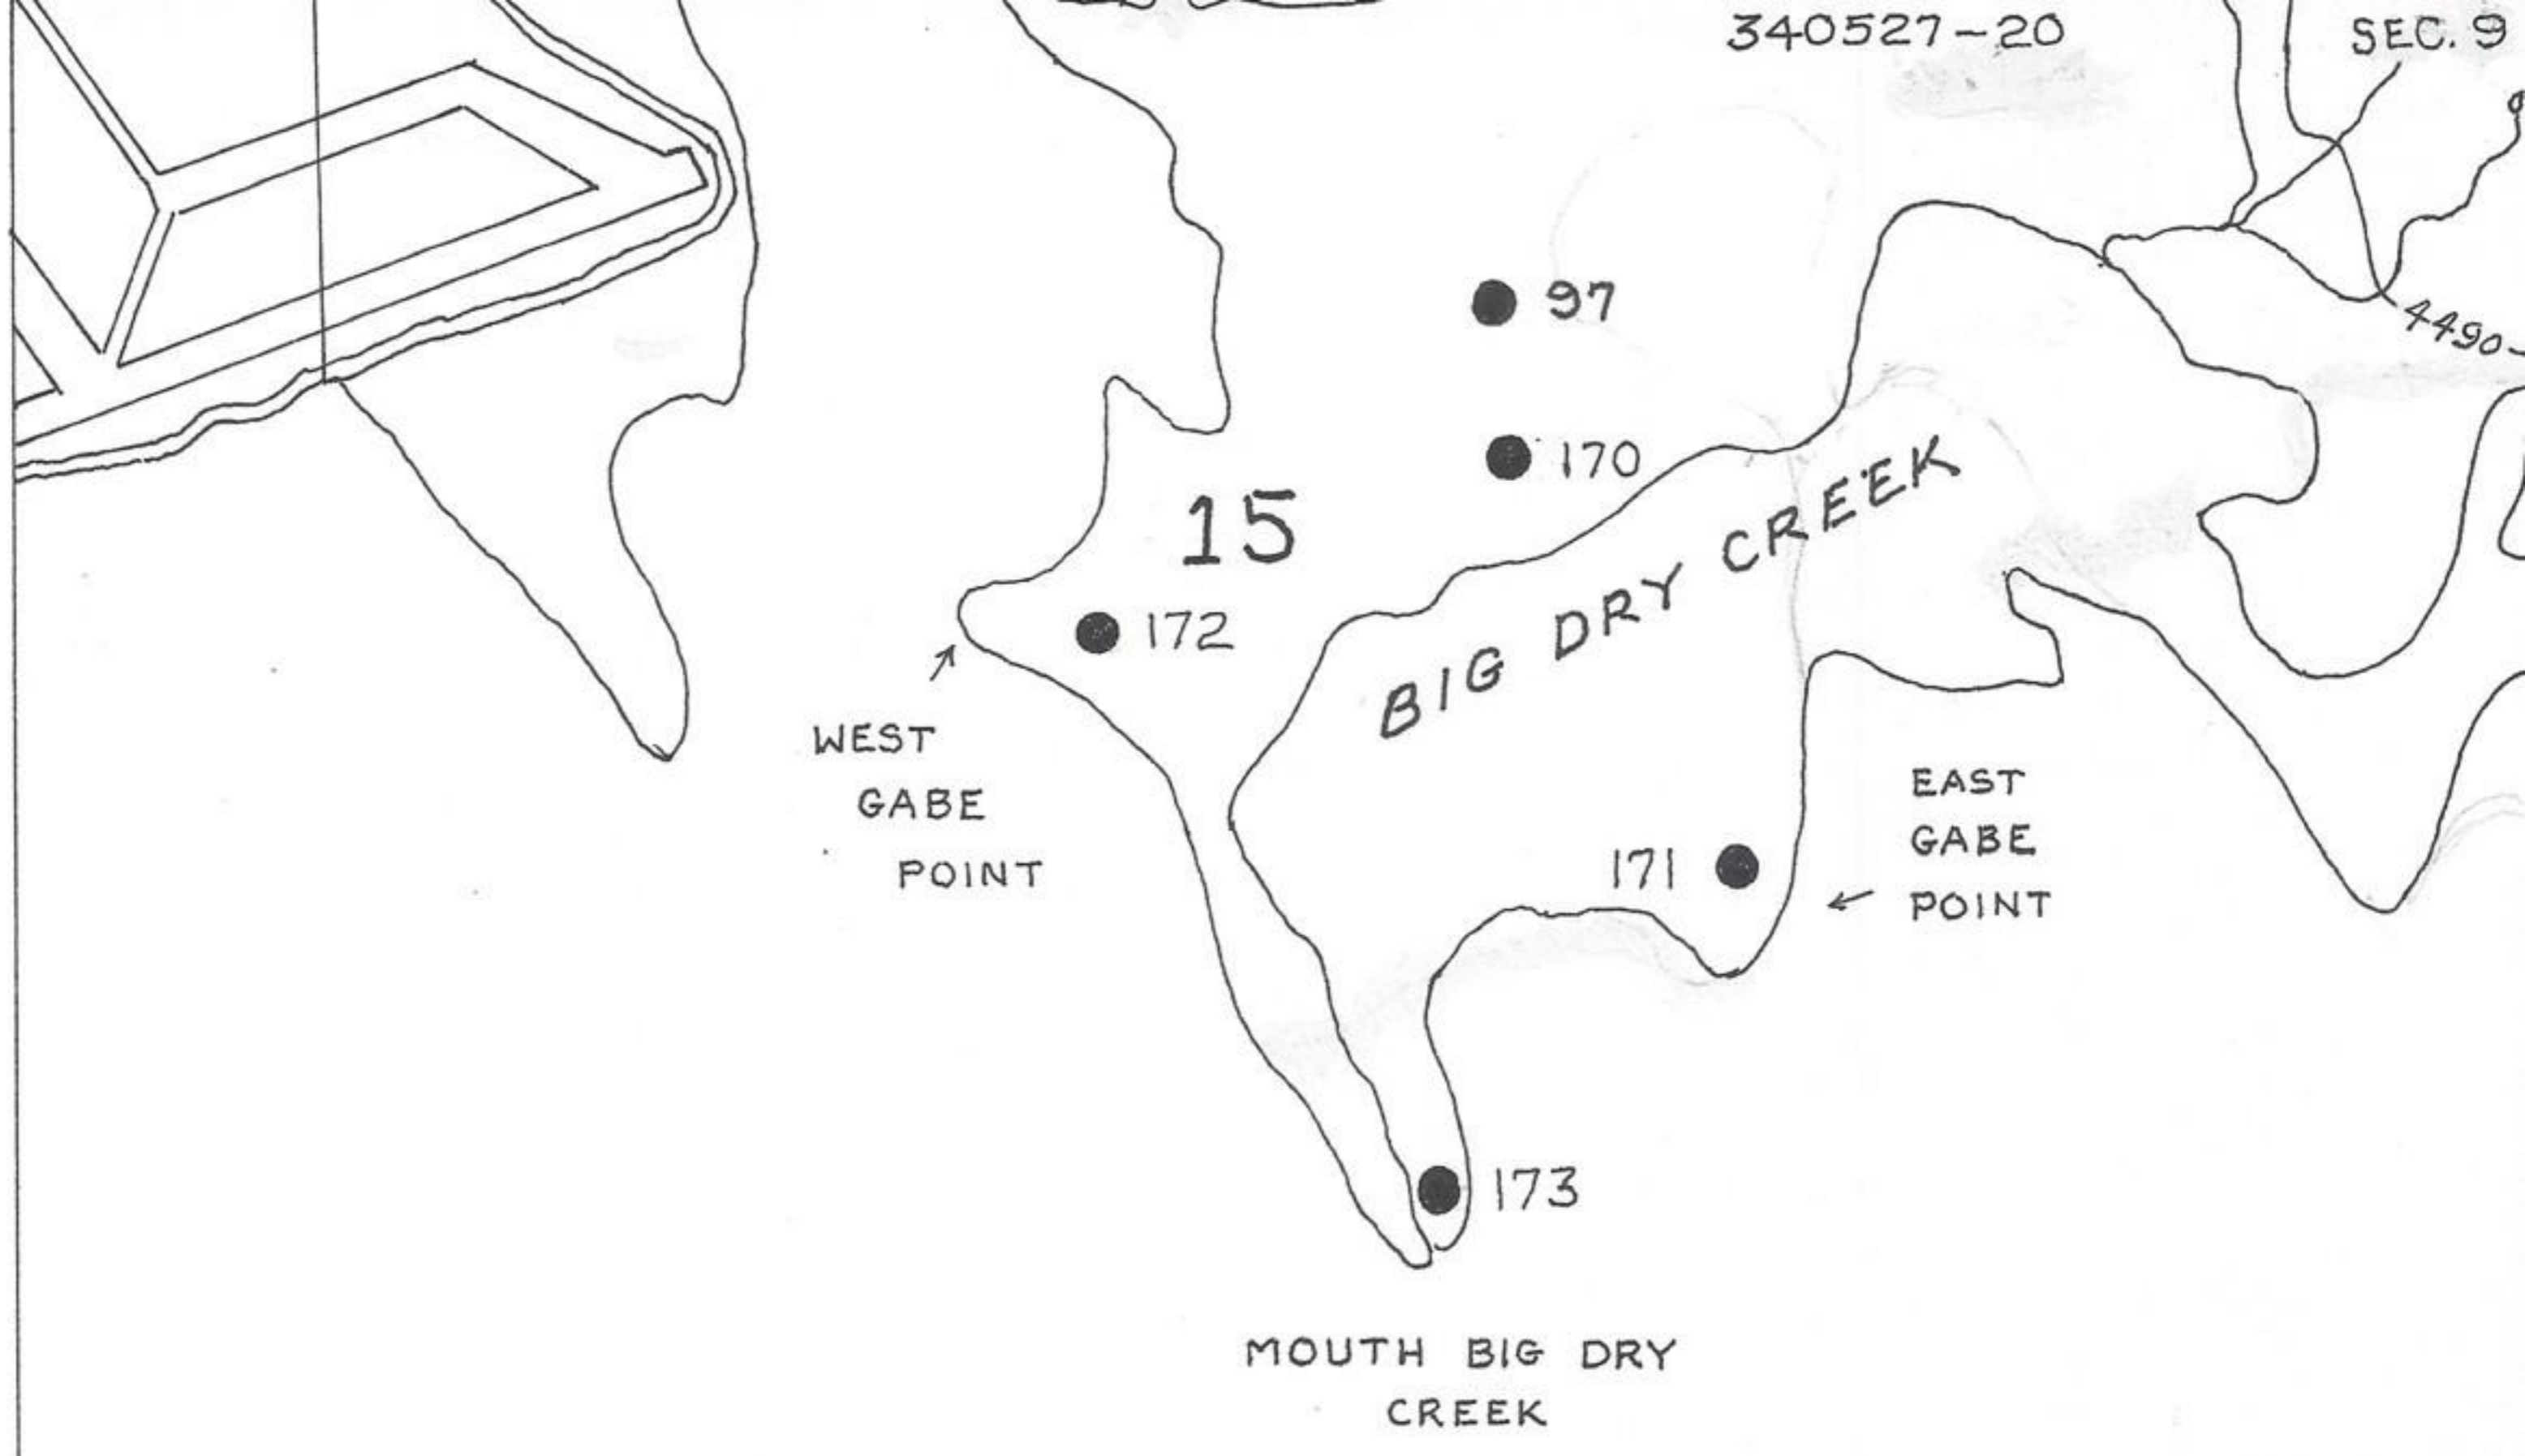 340527-20
SEC. 9
97
4490-
170
15
BIG DRY CREEK
172
WEST
GABE
POINT
EAST
GABE
POINT
171
173
MOUTH BIG DRY
CREEK